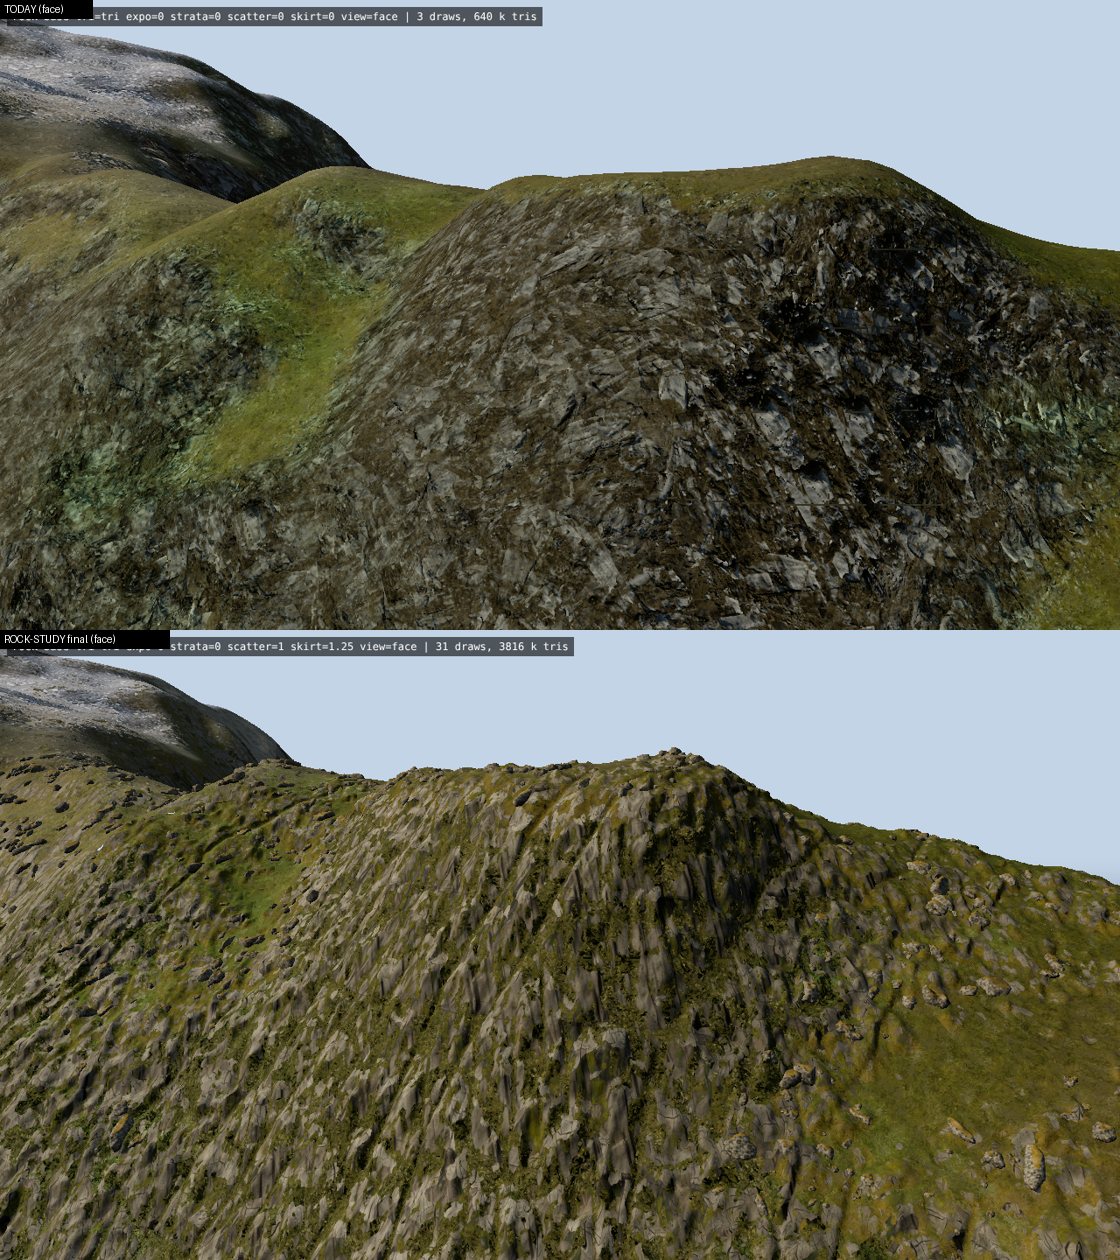 TODAY (face)
=tri expo=0 strata=0 scatter=0 skirt=0 view=face | 3 draws, 640 k tris
ROCK-STUDY final (face)
strata=0 scatter=1 skirt=1.25 view=face | 31 draws, 3816 k tris